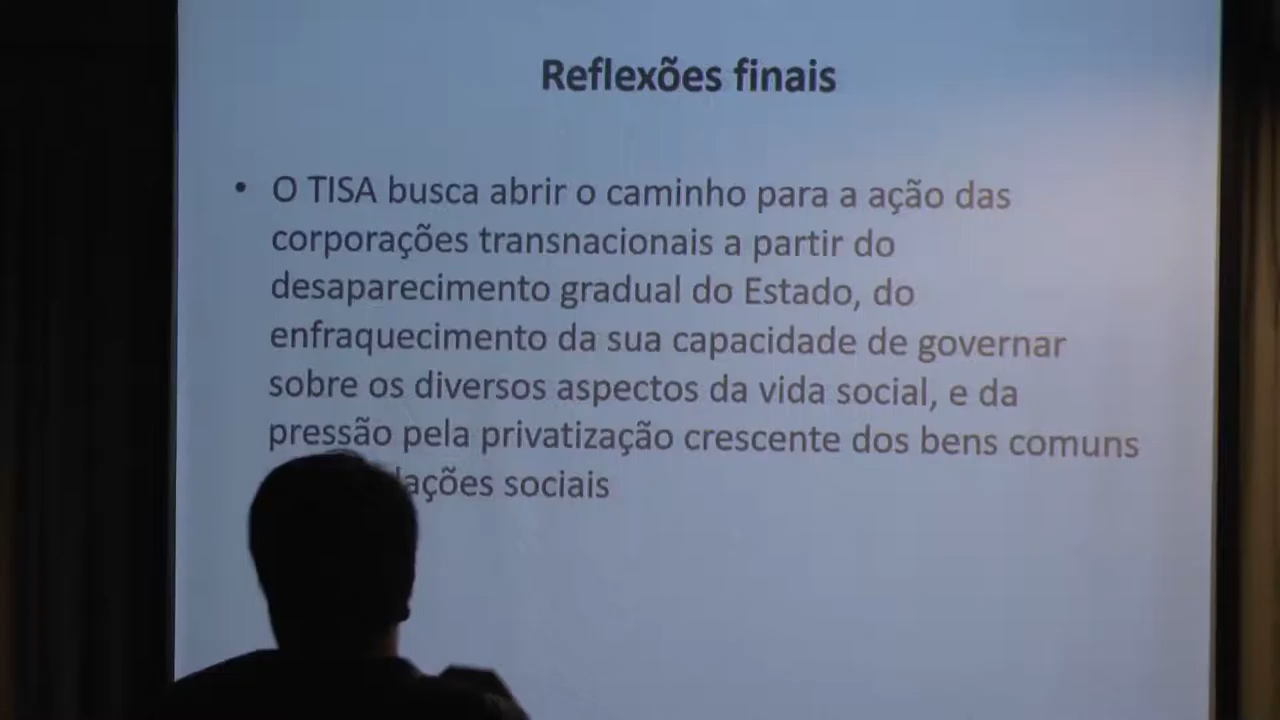 Reflexões finais
• O TISA busca abrir o caminho para a ação das
corporações transnacionais a partir do
desaparecimento gradual do Estado, do
enfraquecimento da sua capacidade de governar
sobre os diversos aspectos da vida social, e da
pressão pela privatização crescente dos bens comuns
sociais